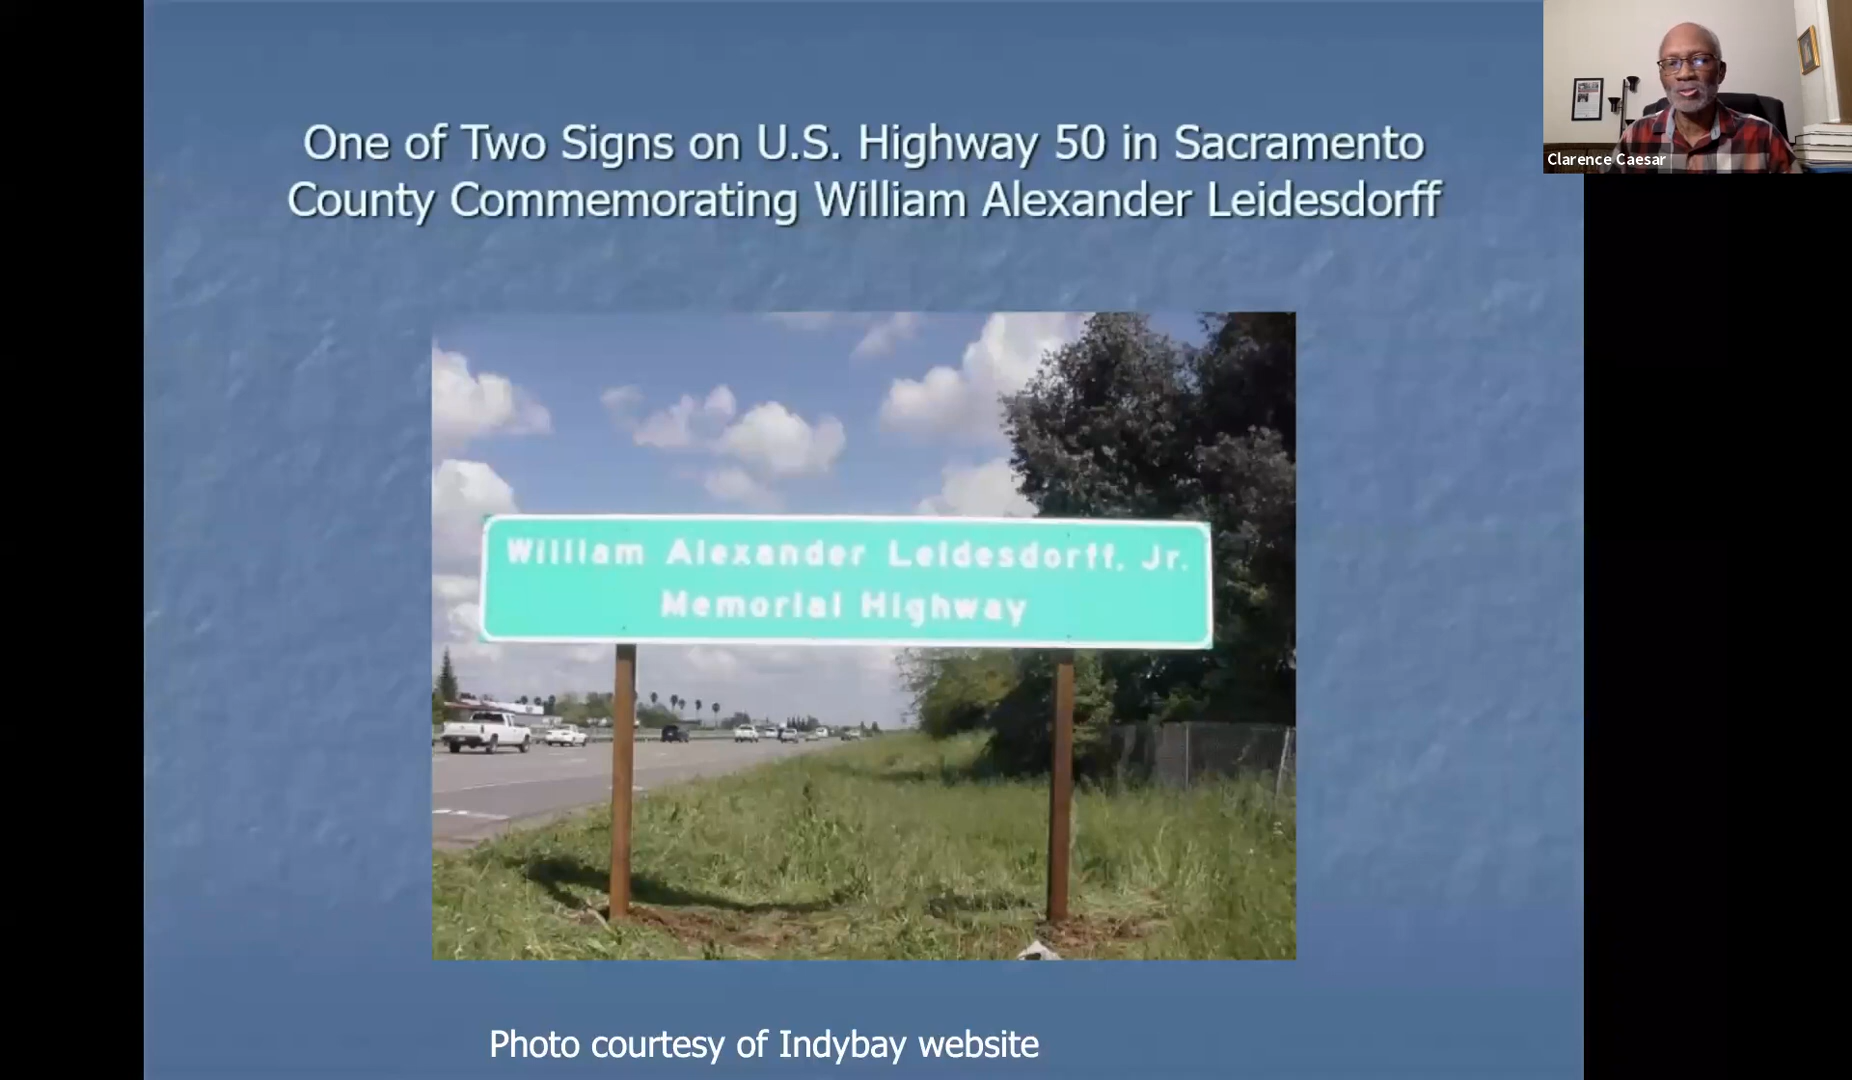 One of Two Signs on U.S. Highway 50 in Sacramento
County Commemorating William Alexander Leidesdorff
Clarence Caesar
William Alexander Leidesdorff, Jr.
Memorial Highway
Photo courtesy of Indybay website